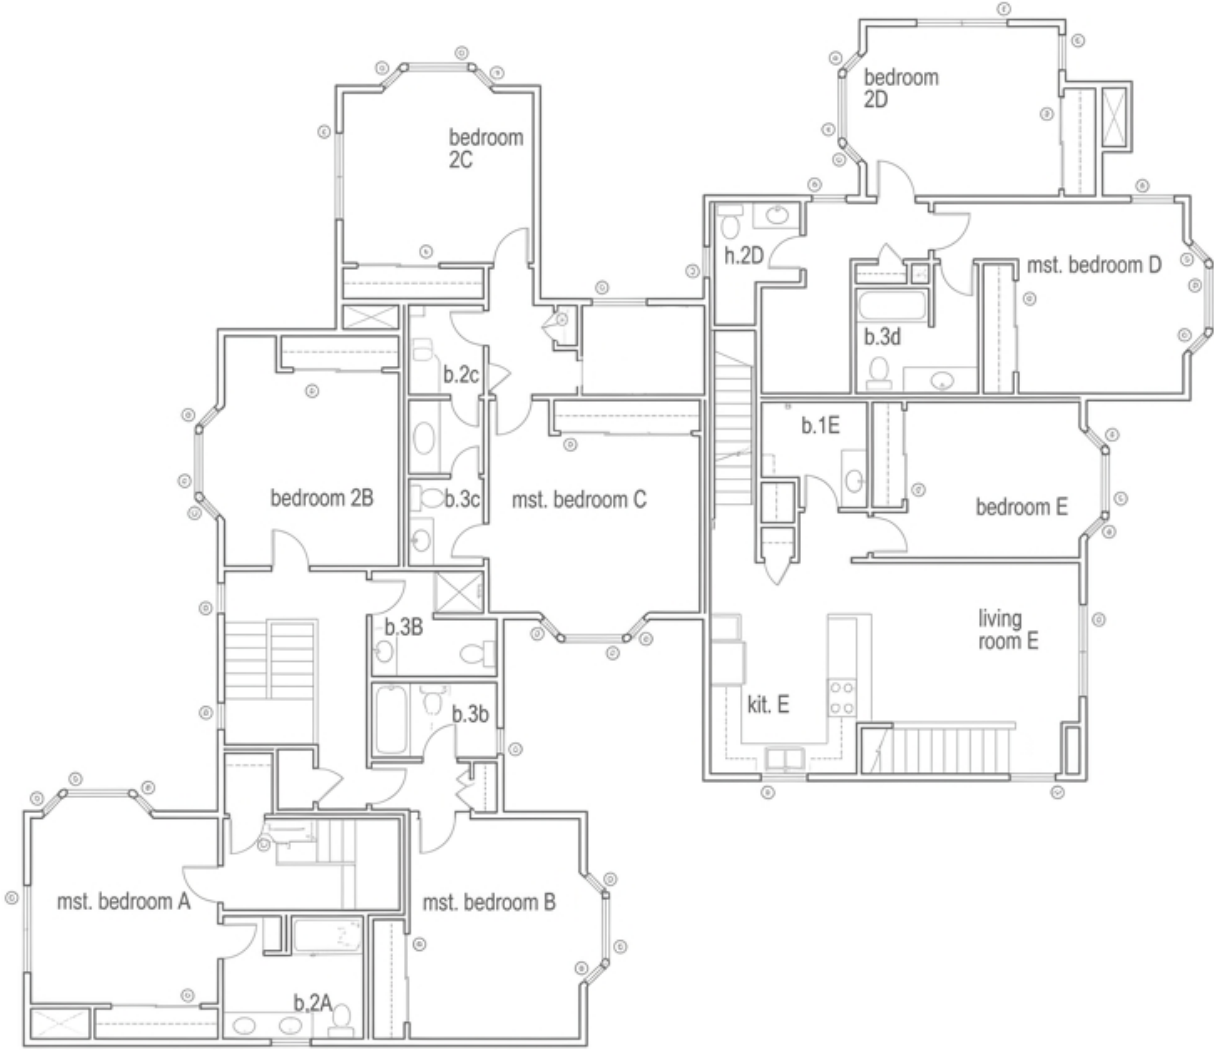 bedroom
2D
bedroom
2C
h.2D
mst. bedroom D
b.3d
b.2c
b.1E
bedroom 2B
b.3c
mst. bedroom C
bedroom E
b.3B
living
room E
kit. E
b.3b
mst. bedroom A
mst. bedroom B
b.2A